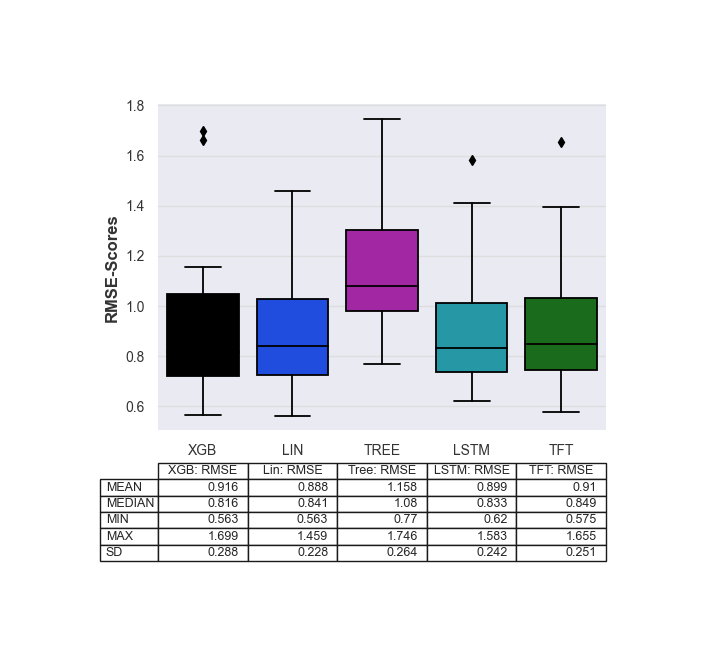 1.8
1.6
1.4
1.2
1.0
0.8
0.6
RMSE-Scores
XGB LIN TREE LSTM TFT
XGB: RMSE Lin: RMSE Tree: RMSE LSTM: RMSE TFT: RMSE
MEAN 0.916 0.888 1.158 0.899 0.91
MEDIAN 0.816 0.841 1.08 0.833 0.849
MIN 0.563 0.563 0.77 0.62 0.575
MAX 1.699 1.459 1.746 1.583 1.655
SD 0.288 0.228 0.264 0.242 0.251